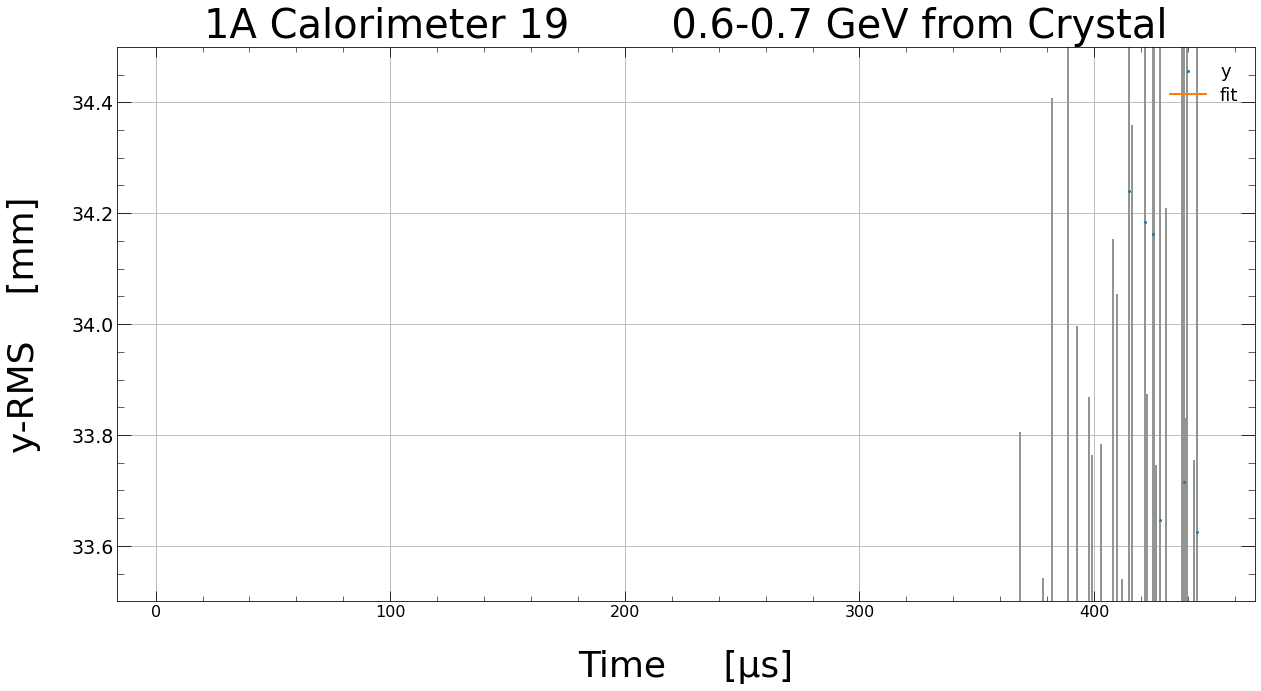 1A Calorimeter 19 0.6-0.7 GeV from Crystal
y
fit
y-RMS [mm]
34.4
34.2
34.0
33.8
33.6
0 100 200 300 400
Time [µs]